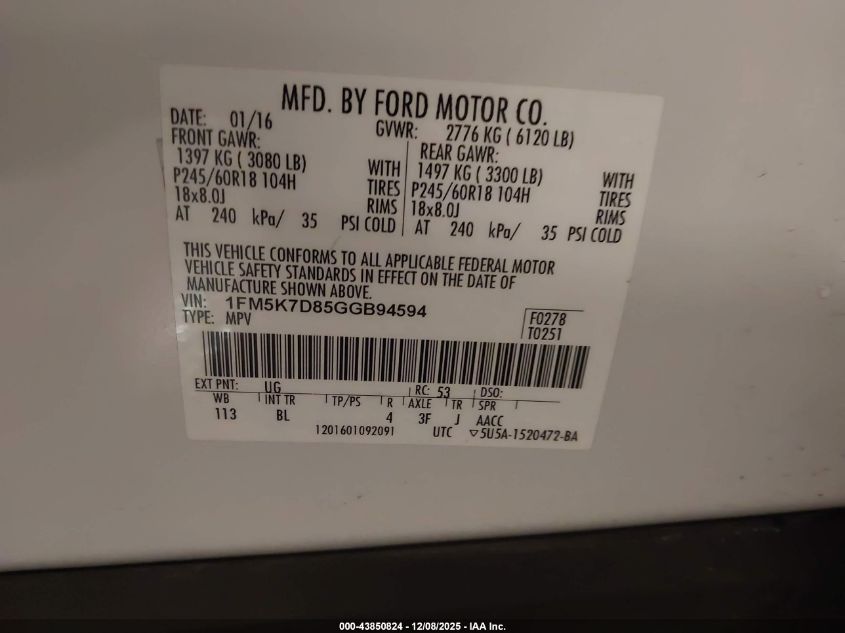 MFD. BY FORD MOTOR CO.
DATE: 01/16 GVWR: 2776 KG ( 6120 LB)
FRONT GAWR: REAR GAWR:
1397 KG ( 3080 LB) WITH 1497 KG ( 3300 LB) WITH
P245/60R18 104H TIRES P245/60R18 104H TIRES
18x8.0J RIMS 18x8.0J RIMS
AT 240 kPa/ 35 PSI COLD AT 240 kPa/ 35 PSI COLD
THIS VEHICLE CONFORMS TO ALL APPLICABLE FEDERAL MOTOR
VEHICLE SAFETY STANDARDS IN EFFECT ON THE DATE OF
MANUFACTURE SHOWN ABOVE.
VIN: 1FM5K7D85GGB94594
TYPE: MPV
F0278
T0251
EXT PNT: UG RC: 53 DSO:
WB INT TR TP/PS R AXLE TR SPR
113 BL 4 3F J AACC
1201601092091 UTC ▽5U5A-1520472-BA
000-43850824 - 12/08/2025 - IAA Inc.